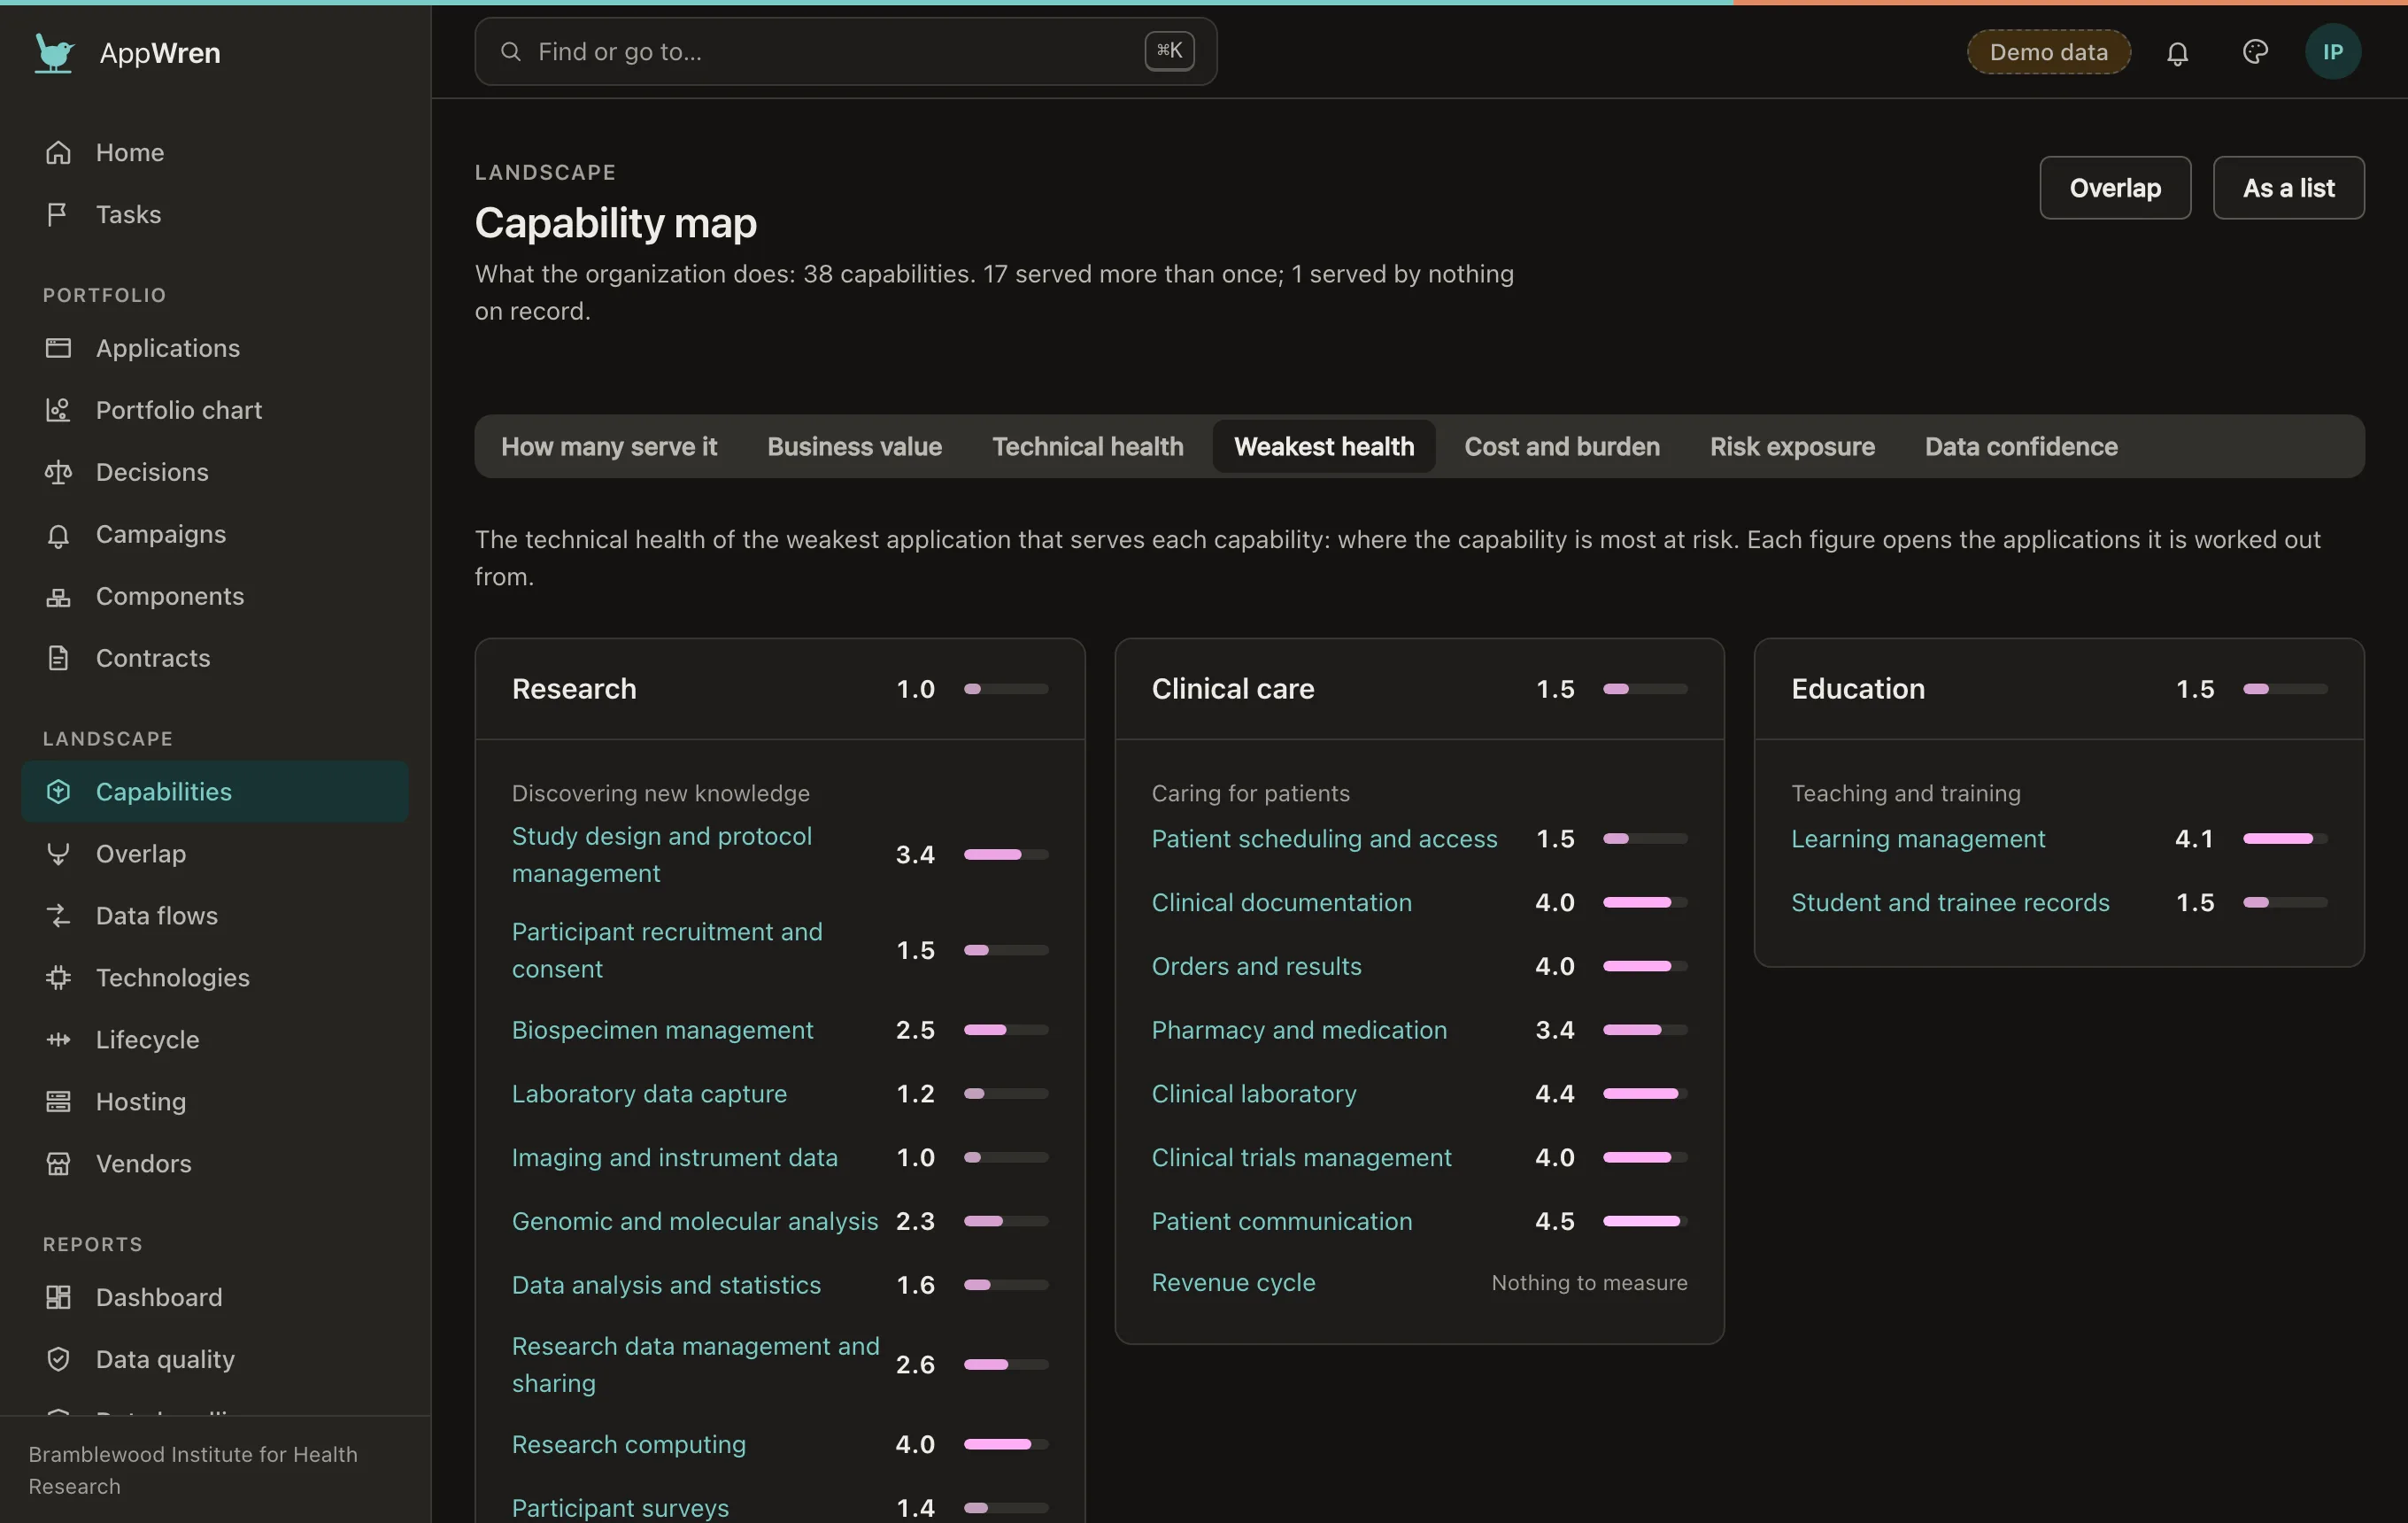 AppWren
Find or go to...
⌘K
Demo data
IP
Home
Tasks
PORTFOLIO
Applications
Portfolio chart
Decisions
Campaigns
Components
Contracts
LANDSCAPE
Capabilities
Overlap
Data flows
Technologies
Lifecycle
Hosting
Vendors
REPORTS
Dashboard
Data quality
Bramblewood Institute for Health
Research
LANDSCAPE
Capability map
What the organization does: 38 capabilities. 17 served more than once; 1 served by nothing
on record.
Overlap
As a list
How many serve it
Business value
Technical health
Weakest health
Cost and burden
Risk exposure
Data confidence
The technical health of the weakest application that serves each capability: where the capability is most at risk. Each figure opens the applications it is worked out
from.
Research 1.0
Discovering new knowledge
Study design and protocol
management 3.4
Participant recruitment and
consent 1.5
Biospecimen management 2.5
Laboratory data capture 1.2
Imaging and instrument data 1.0
Genomic and molecular analysis 2.3
Data analysis and statistics 1.6
Research data management and
sharing 2.6
Research computing 4.0
Participant surveys 1.4
Clinical care 1.5
Caring for patients
Patient scheduling and access 1.5
Clinical documentation 4.0
Orders and results 4.0
Pharmacy and medication 3.4
Clinical laboratory 4.4
Clinical trials management 4.0
Patient communication 4.5
Revenue cycle Nothing to measure
Education 1.5
Teaching and training
Learning management 4.1
Student and trainee records 1.5